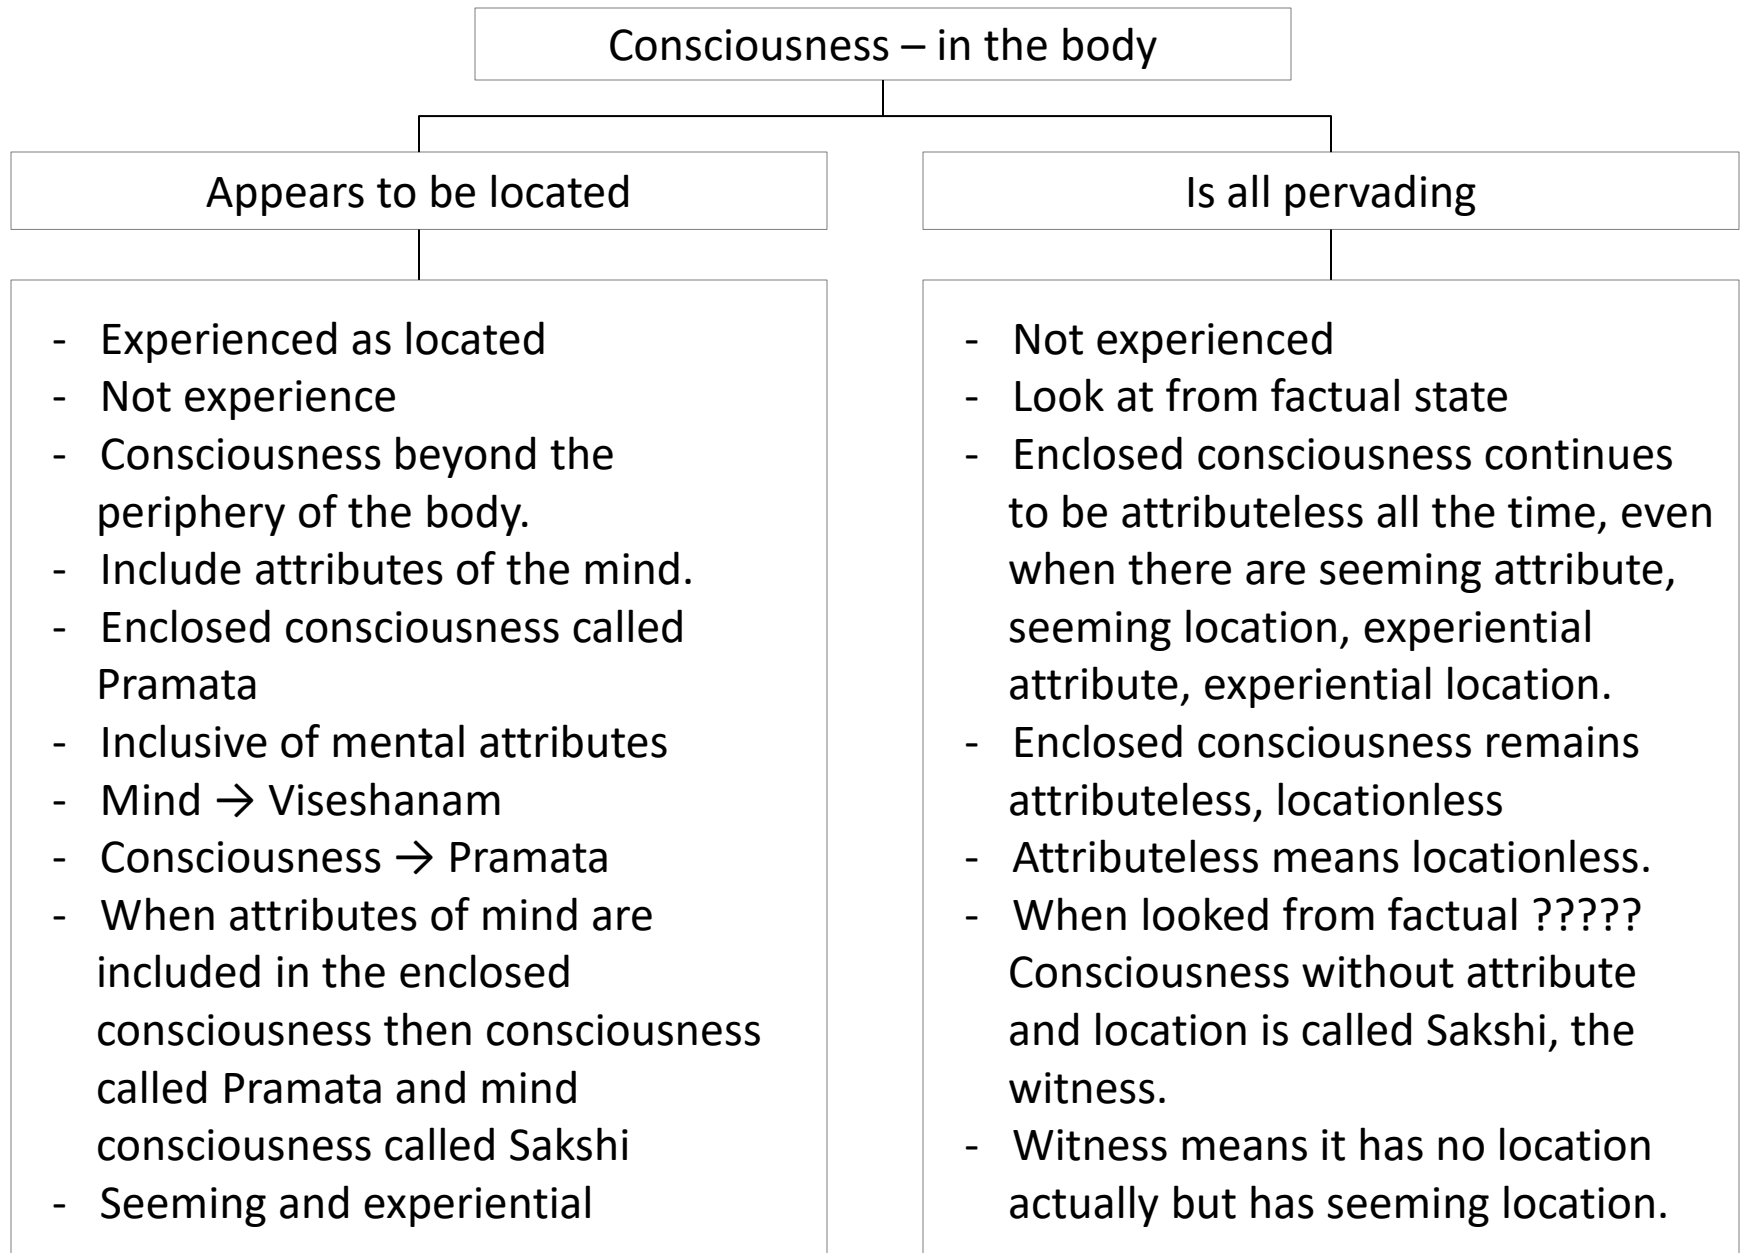 Consciousness – in the body
Appears to be located
- Experienced as located
- Not experience
- Consciousness beyond the
periphery of the body.
- Include attributes of the mind.
- Enclosed consciousness called
Pramata
- Inclusive of mental attributes
- Mind → Viseshanam
- Consciousness → Pramata
- When attributes of mind are
included in the enclosed
consciousness then consciousness
called Pramata and mind
consciousness called Sakshi
- Seeming and experiential
Is all pervading
- Not experienced
- Look at from factual state
- Enclosed consciousness continues
to be attributeless all the time, even
when there are seeming attribute,
seeming location, experiential
attribute, experiential location.
- Enclosed consciousness remains
attributeless, locationless
- Attributeless means locationless.
- When looked from factual ?????
Consciousness without attribute
and location is called Sakshi, the
witness.
- Witness means it has no location
actually but has seeming location.